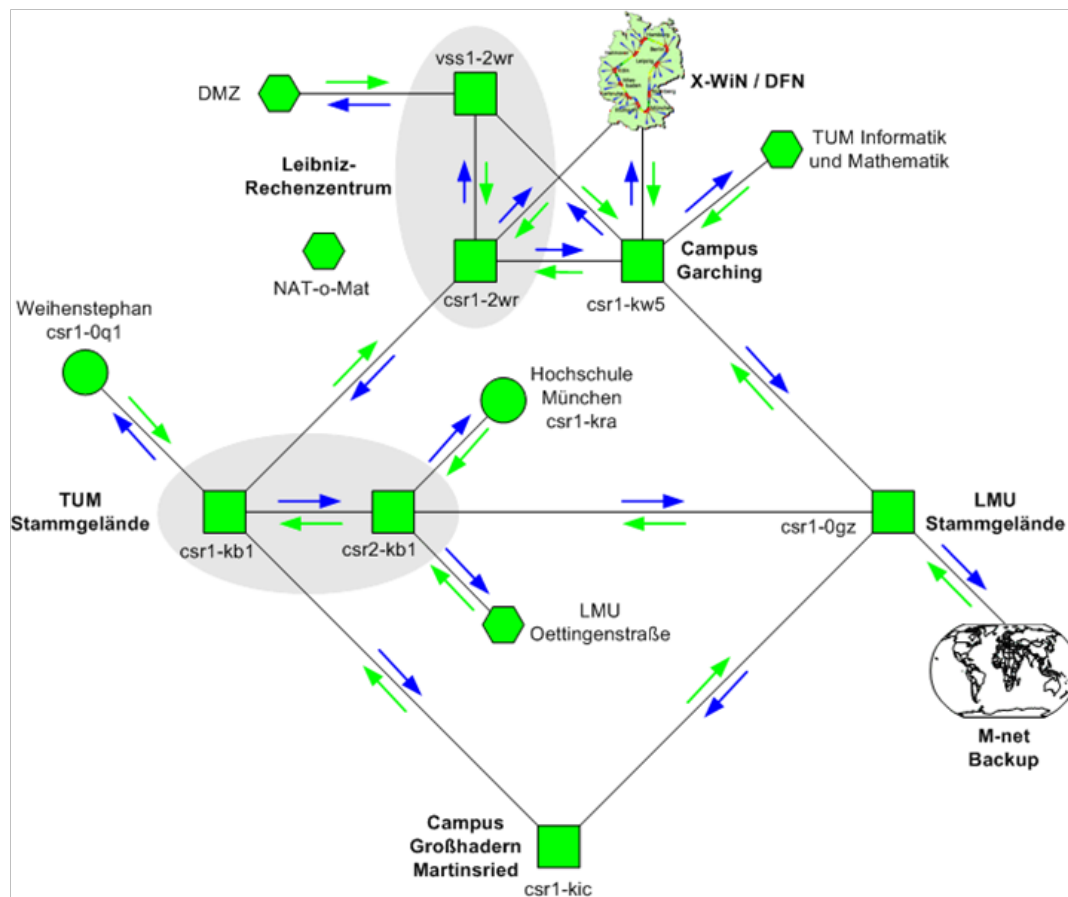 vss1-2wr
DMZ
X-WiN / DFN
TUM Informatik
und Mathematik
Leibniz-
Rechenzentrum
NAT-o-Mat
csr1-2wr
csr1-kw5
Campus
Garching
Weihenstephan
csr1-0q1
Hochschule
München
csr1-kra
TUM
Stammgelände
csr1-kb1
csr2-kb1
csr1-0gz
LMU
Stammgelände
LMU
Oettingenstraße
M-net
Backup
Campus
Großhadern
Martinsried
csr1-kic